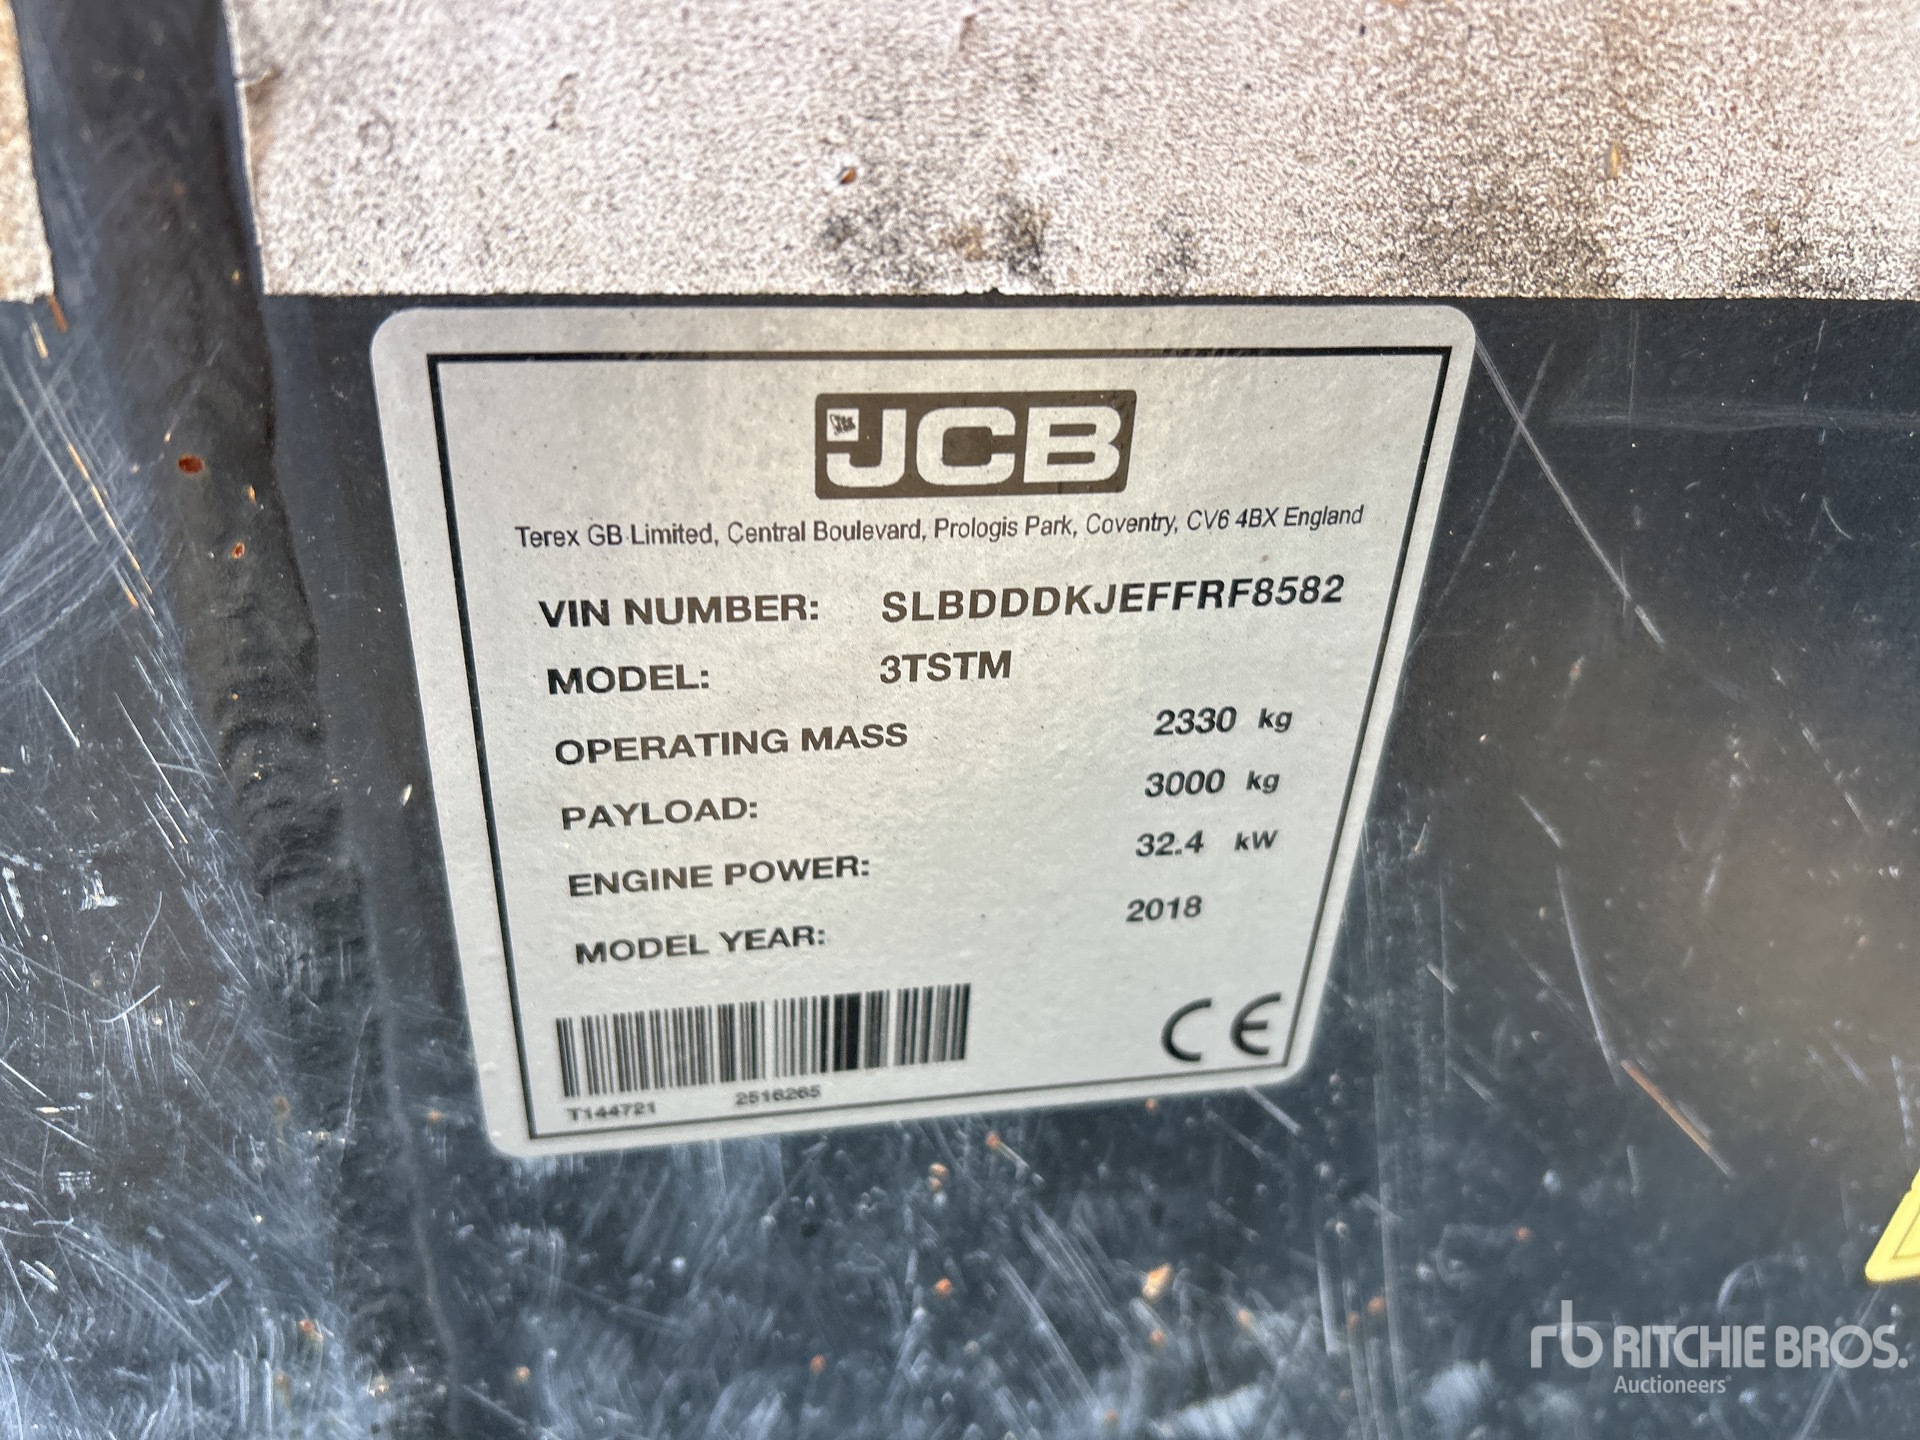 JCB
Terex GB Limited, Central Boulevard, Prologis Park, Coventry, CV6 4BX England
VIN NUMBER: SLBDDDKJEFFRF8582
MODEL: 3TSTM
OPERATING MASS 2330 kg
PAYLOAD: 3000 kg
ENGINE POWER: 32.4 kW
MODEL YEAR: 2018
CE
T144721 2516265
rb RITCHIE BROS.
Auctioneers